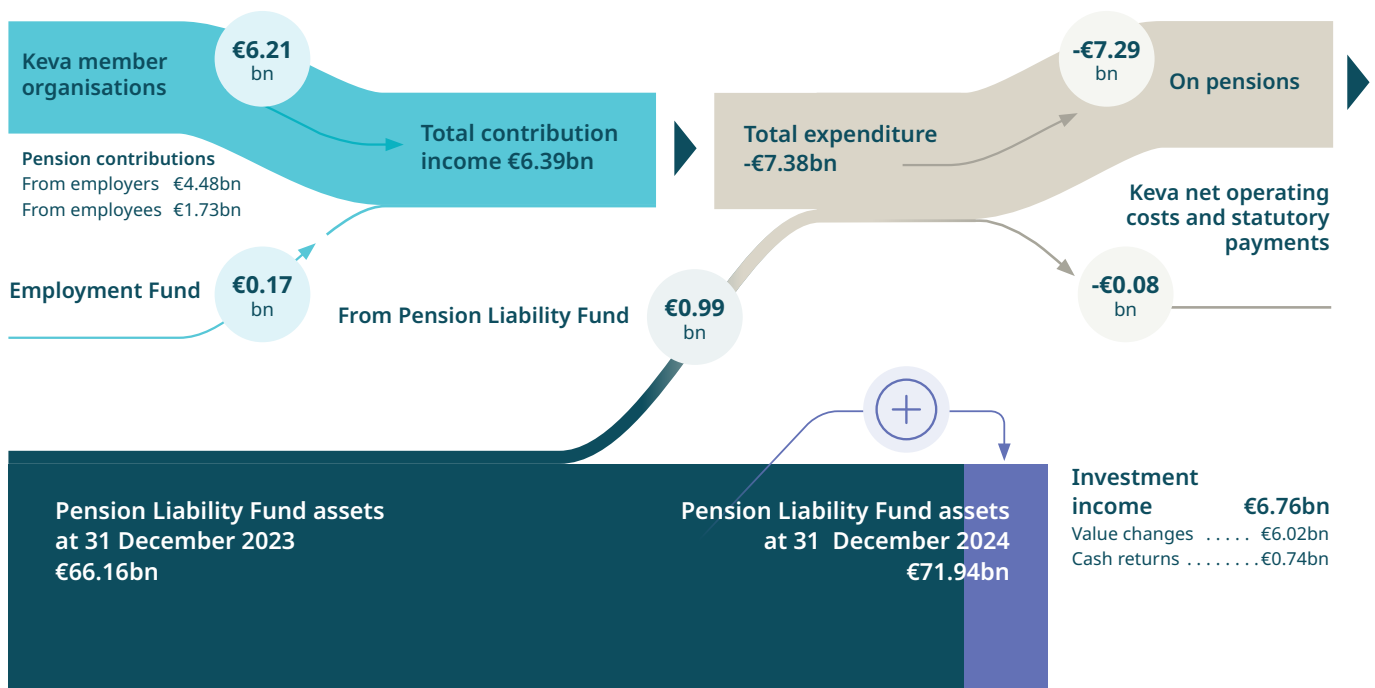 Keva member
organisations
€6.21
bn
Total contribution
income €6.39bn
Pension contributions
From employers €4.48bn
From employees €1.73bn
Employment Fund
€0.17
bn
Total expenditure
-€7.38bn
-€7.29
bn
On pensions
Keva net operating
costs and statutory
payments
-€0.08
bn
From Pension Liability Fund
€0.99
bn
Pension Liability Fund assets
at 31 December 2023
€66.16bn
Pension Liability Fund assets
at 31 December 2024
€71.94bn
Investment
income €6.76bn
Value changes ..... €6.02bn
Cash returns ........€0.74bn